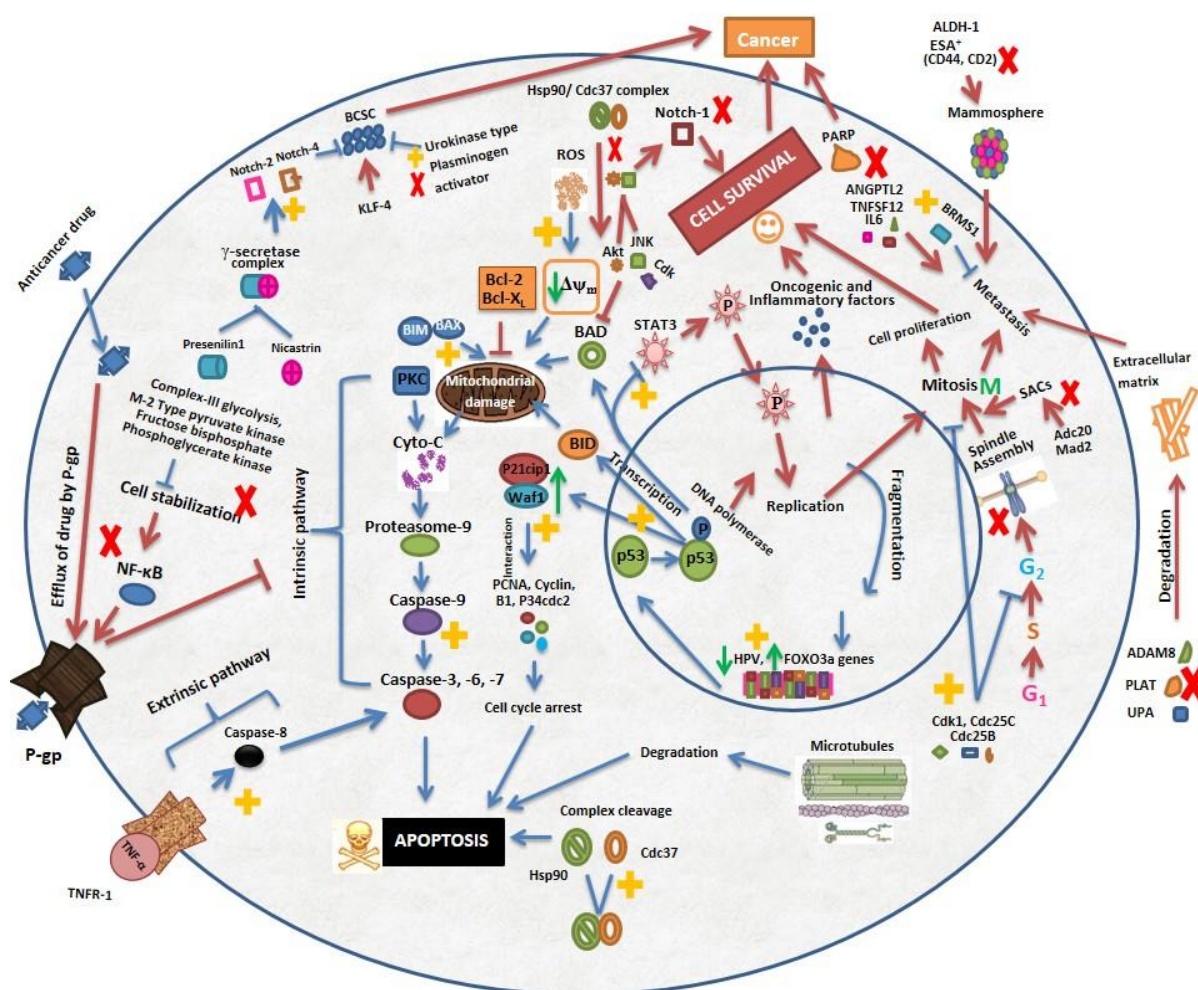 Cancer
ALDH-1
ESA⁺
(CD44, CD2)
Mammosphere
Hsp90/ Cdc37 complex
Notch-1
PARP
BCSC
Urokinase type
Plasminogen
activator
Notch-2
Notch-4
KLF-4
ROS
CELL SURVIVAL
ANGPTL2
TNFSF12
IL6
BRMS1
Metastasis
Anticancer drug
γ-secretase
complex
Presenilin1
Nicastrin
Akt
JNK
Cdk
Bcl-2
Bcl-XL
Δψm
BAD
STAT3
P
Oncogenic and
Inflammatory factors
Cell proliferation
BIM
BAX
PKC
Mitochondrial
damage
Extracellular
matrix
Complex-III glycolysis,
M-2 Type pyruvate kinase
Fructose bisphosphate
Phosphoglycerate kinase
Cell stabilization
NF-κB
Efflux of drug by P-gp
Intrinsic pathway
Cyto-C
BID
P21cip1
Waf1
Transcription
P
DNA polymerase
Replication
Fragmentation
Mitosis M
SACs
Adc20
Mad2
Spindle
Assembly
Proteasome-9
Interaction
p53
P
p53
G2
S
G1
Degradation
PCNA, Cyclin,
B1, P34cdc2
Caspase-9
HPV,
FOXO3a genes
Caspase-3, -6, -7
Cell cycle arrest
Cdk1, Cdc25C
Cdc25B
ADAM8
PLAT
UPA
P-gp
Extrinsic pathway
Caspase-8
TNF-α
TNFR-1
Degradation
Microtubules
APOPTOSIS
Complex cleavage
Hsp90
Cdc37